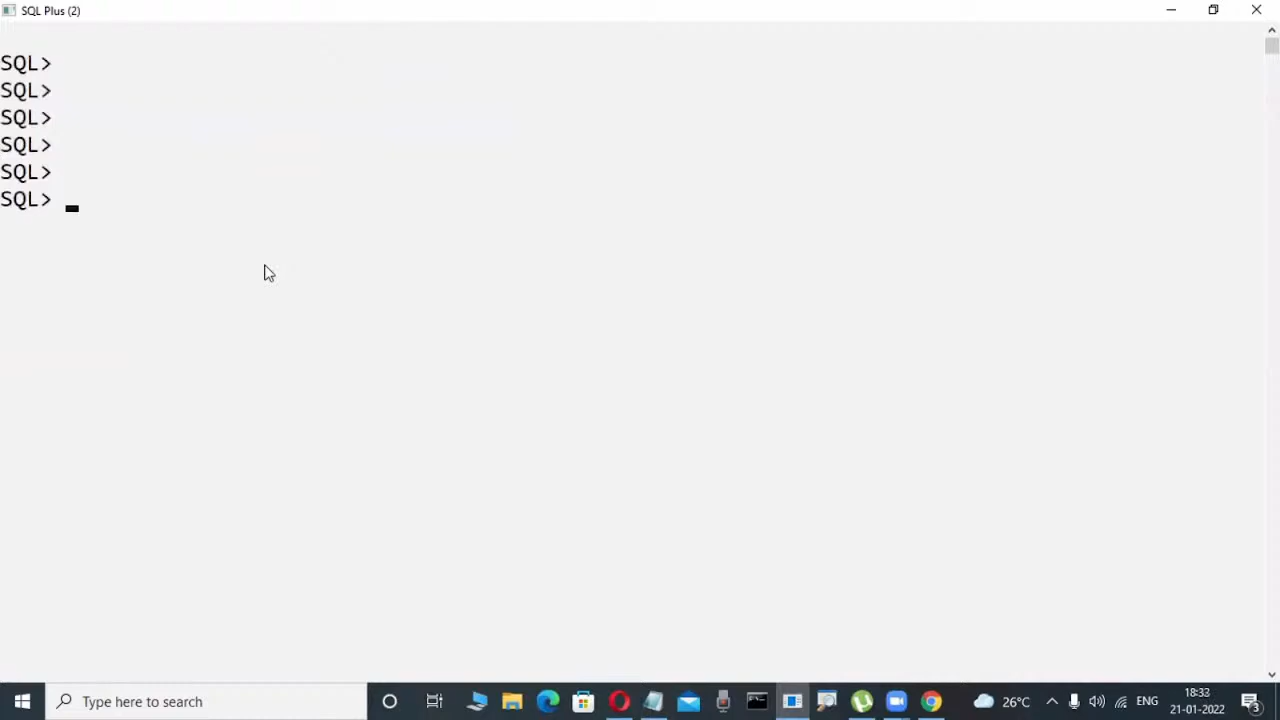 SQL Plus (2)
SQL>
SQL>
SQL>
SQL>
SQL>
SQL>
Type here to search
26°C
ENG
18:33
21-01-2022
3